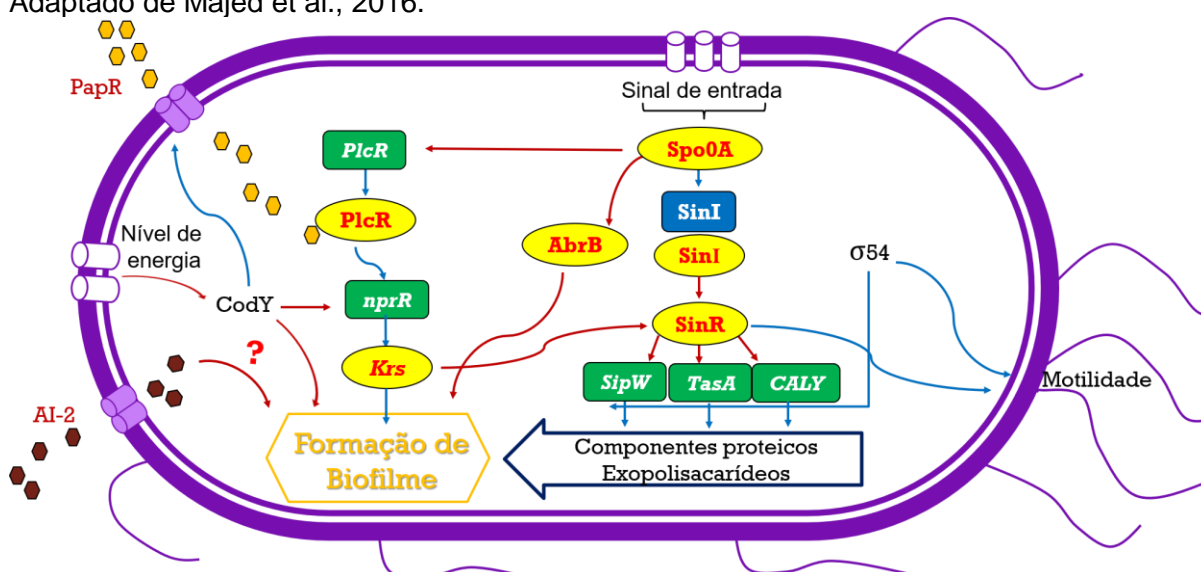 Adaptado de Majed et al., 2016.
PapR
Sinal de entrada
PlcR
Spo0A
SinI
PlcR
Nível de
energia
AbrB
SinI
σ54
CodY
nprR
SinR
?
Krs
SipW
TasA
CALY
Motilidade
AI-2
Formação de
Biofilme
Componentes proteicos
Exopolisacarídeos